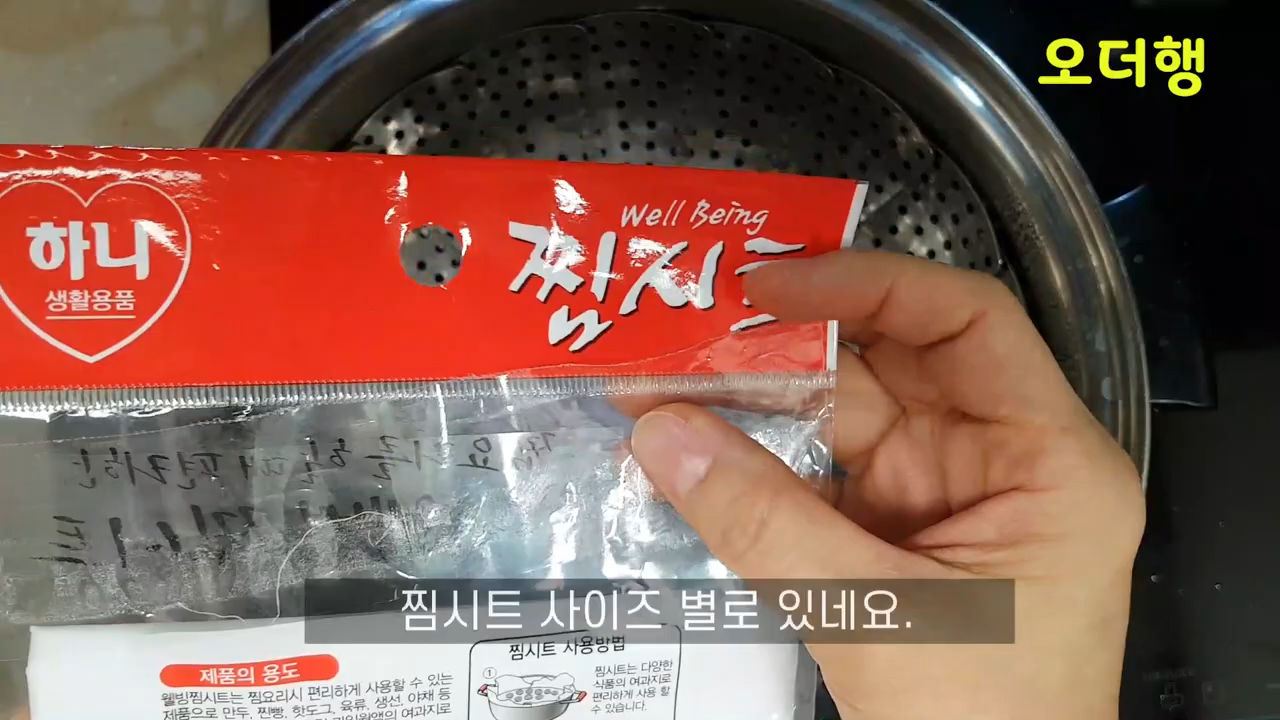 오더행
하니
생활용품
Well Being
찜시트
찜시트 사이즈 별로 있네요.
제품의 용도
웰빙찜시트는 찜요리시 편리하게 사용할 수 있는
제품으로 만두, 찐빵, 핫도그, 육류, 생선, 야채 등
찜시트 사용방법
①
찜시트는 다양한
식품의 여과지로
편리하게 사용 할
수 있습니다.